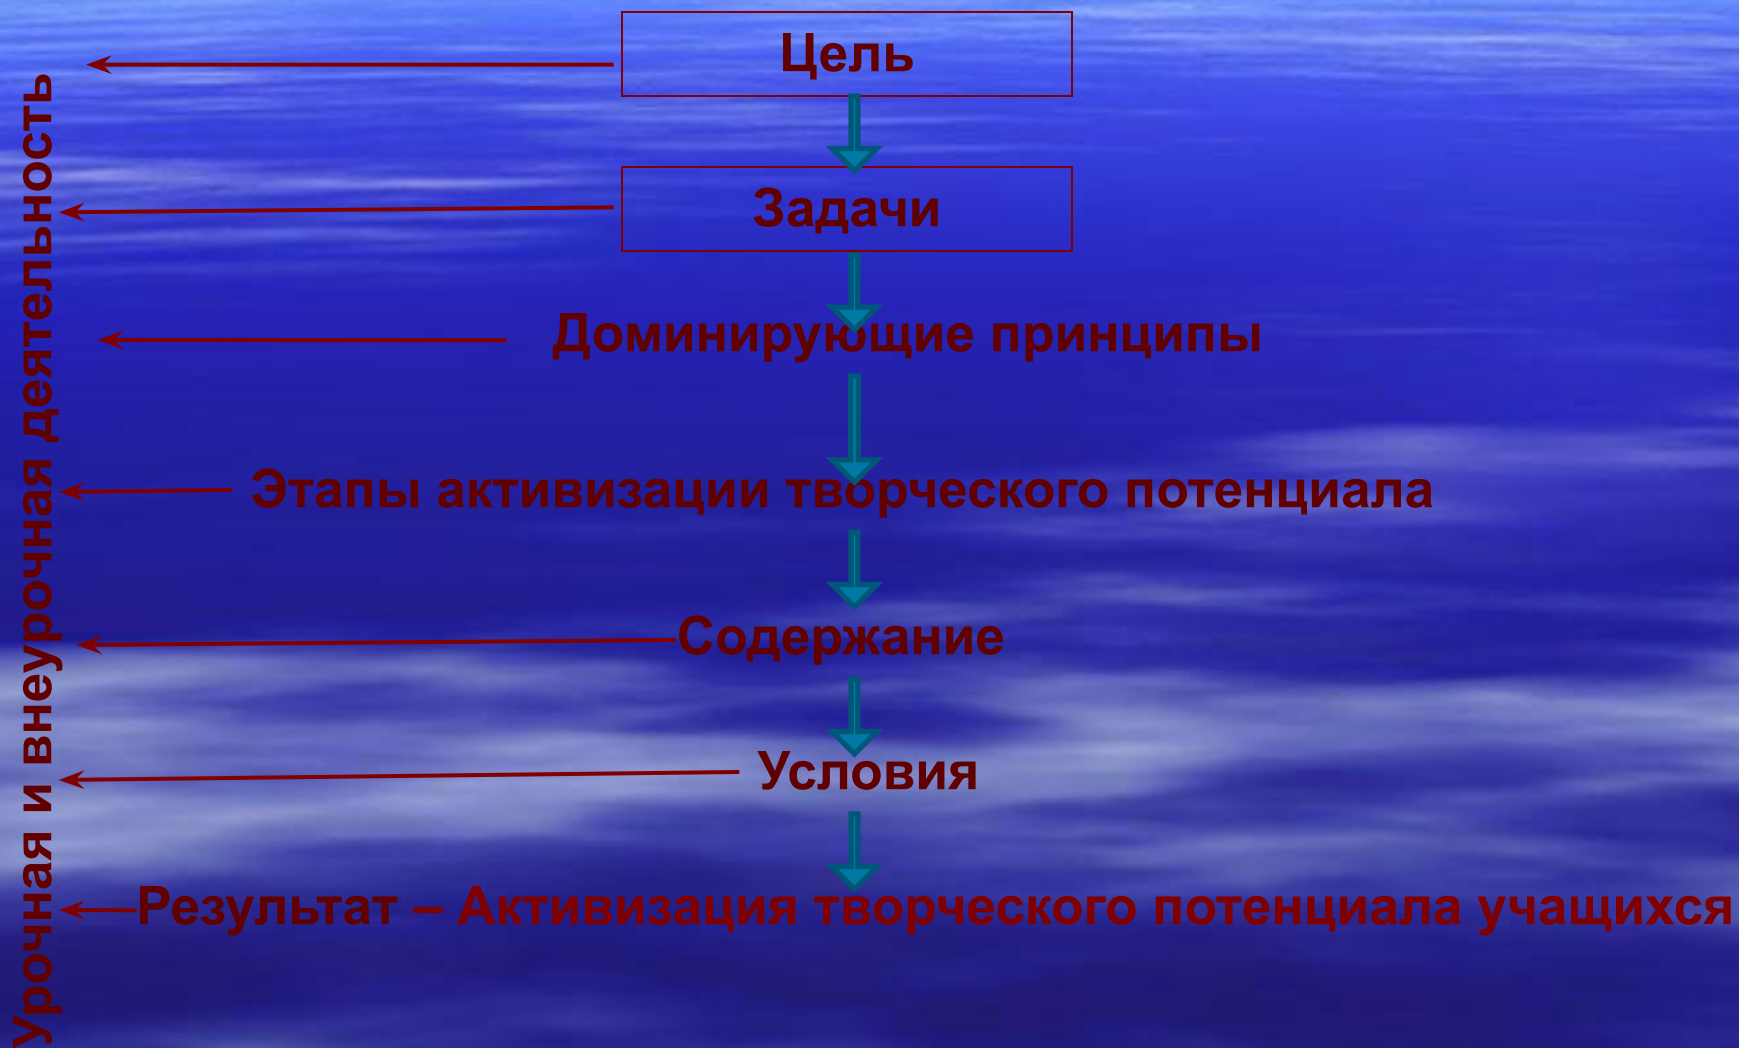 Цель
Задачи
Доминирующие принципы
Этапы активизации творческого потенциала
Содержание
Условия
Результат – Активизация творческого потенциала учащихся
Урочная и внеурочная деятельность